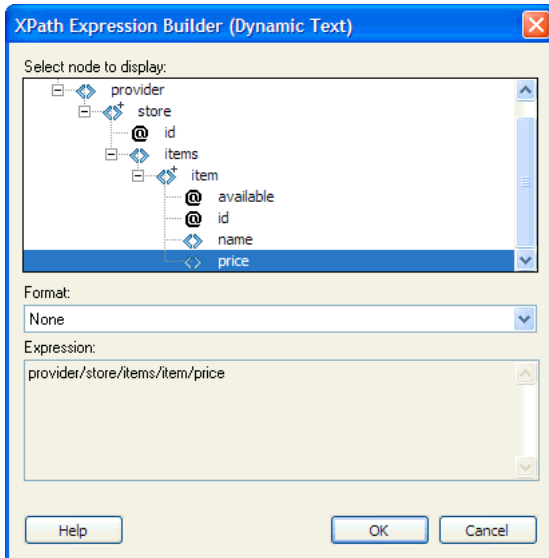 XPath Expression Builder (Dynamic Text)
Select node to display:
provider
store
@ id
items
item
@ available
@ id
name
price
Format:
None
Expression:
provider/store/items/item/price
Help
OK
Cancel